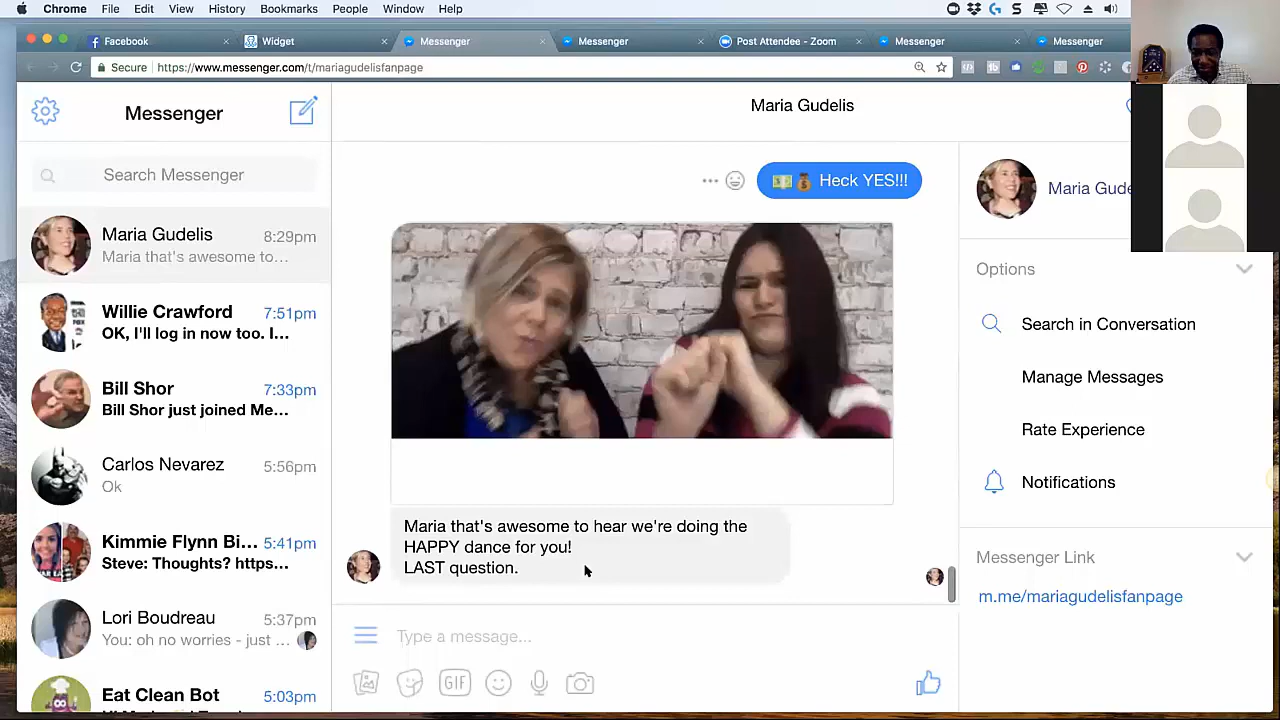 Chrome File Edit View History Bookmarks People Window Help
Facebook
Widget
Messenger
Messenger
Post Attendee - Zoom
Messenger
Messenger
Secure https://www.messenger.com/t/mariagudelisfanpage
Messenger
Search Messenger
Maria Gudelis 8:29pm
Maria that's awesome to…
Willie Crawford 7:51pm
OK, I'll log in now too. I…
Bill Shor 7:33pm
Bill Shor just joined Me…
Carlos Nevarez 5:56pm
Ok
Kimmie Flynn Bi… 5:41pm
Steve: Thoughts? https…
Lori Boudreau 5:37pm
You: oh no worries - just …
Eat Clean Bot 5:03pm
Maria Gudelis
Heck YES!!!
Maria that's awesome to hear we're doing the
HAPPY dance for you!
LAST question.
Type a message...
GIF
Maria Gude
Options
Search in Conversation
Manage Messages
Rate Experience
Notifications
Messenger Link
m.me/mariagudelisfanpage